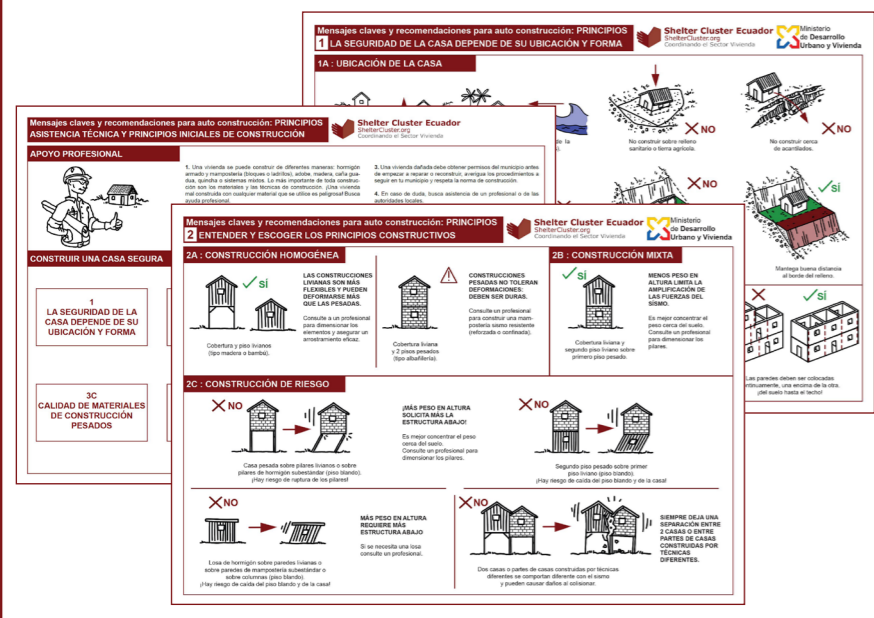 Mensajes claves y recomendaciones para auto construcción: PRINCIPIOS
1 LA SEGURIDAD DE LA CASA DEPENDE DE SU UBICACIÓN Y FORMA
Shelter Cluster Ecuador
ShelterCluster.org
Coordinando el Sector Vivienda
Ministerio
de Desarrollo
Urbano y Vivienda
1A : UBICACIÓN DE LA CASA
NO
NO
de la
No construir sobre relleno
sanitario o tierra agrícola.
No construir cerca
de acantilados.
NO
SÍ
Mantega buena distancia
al borde del relleno.
SÍ
Las paredes deben ser colocadas
continuamente, una encima de la otra.
¡del suelo hasta el techo!
Mensajes claves y recomendaciones para auto construcción: PRINCIPIOS
ASISTENCIA TÉCNICA Y PRINCIPIOS INICIALES DE CONSTRUCCIÓN
Shelter Cluster Ecuador
ShelterCluster.org
Coordinando el Sector Vivienda
APOYO PROFESIONAL
1. Una vivienda se puede construir de diferentes maneras: hormigón
armado y mampostería (bloques o ladrillos), adobe, madera, caña gua-
dua, quindha o sistemas mixtos. Lo más importante de toda construc-
ción son los materiales y las técnicas de construcción. ¡Una vivienda
mal construida con cualquier material que se utilice es peligrosa! Busca
ayuda profesional.
3. Una vivienda dañada debe obtener permisos del municipio antes
de empezar a reparar o reconstruir, averigua los procedimientos a
seguir en tu municipio y respeta la norma de construcción.
4. En caso de duda, busca asistencia de un profesional o de las
autoridades locales.
CONSTRUIR UNA CASA SEGURA
1
LA SEGURIDAD DE LA
CASA DEPENDE DE SU
UBICACIÓN Y FORMA
3C
CALIDAD DE MATERIALES
DE CONSTRUCCIÓN
PESADOS
Mensajes claves y recomendaciones para auto construcción: PRINCIPIOS
2 ENTENDER Y ESCOGER LOS PRINCIPIOS CONSTRUCTIVOS
Shelter Cluster Ecuador
ShelterCluster.org
Coordinando el Sector Vivienda
Ministerio
de Desarrollo
Urbano y Vivienda
2A : CONSTRUCCIÓN HOMOGÉNEA
SÍ
LAS CONSTRUCCIONES
LIVIANAS SON MÁS
FLEXIBLES Y PUEDEN
DEFORMARSE MÁS
QUE LAS PESADAS.
Consulte a un profesional
para dimensionar los
elementos y asegurar un
arrostramiento eficaz.
Cobertura y piso livianos
(tipo madera o bambú).
CONSTRUCCIONES
PESADAS NO TOLERAN
DEFORMACIONES:
DEBEN SER DURAS.
Consulte un profesional
para construir una mam-
postería sismo resistente
(reforzada o confinada).
Cobertura liviana
y 2 pisos pesados
(tipo albañilería).
2B : CONSTRUCCIÓN MIXTA
SÍ
MENOS PESO EN
ALTURA LIMITA LA
AMPLIFICACIÓN DE
LAS FUERZAS DEL
SÍSMO.
Es mejor concentrar el
peso cerca del suelo.
Consulte un profesional
para dimensionar los
pilares.
Cobertura liviana y
segundo piso liviano sobre
primero piso pesado.
2C : CONSTRUCCIÓN DE RIESGO
NO
¡MÁS PESO EN ALTURA
SOLICITA MÁS LA
ESTRUCTURA ABAJO!
Es mejor concentrar el peso
cerca del suelo.
Consulte un profesional para
dimensionar los pilares.
Casa pesada sobre pilares livianos o sobre
pilares de hormigón subestándar (piso blando).
¡Hay riesgo de ruptura de los pilares!
NO
Segundo piso pesado sobre primer
piso liviano (piso blando).
¡Hay riesgo de caída del piso blando y de la casa!
NO
MÁS PESO EN ALTURA
REQUIERE MÁS
ESTRUCTURA ABAJO
Si se necesita una losa
consulte un profesional.
Losa de hormigón sobre paredes livianas o
sobre paredes de mampostería subestándar o
sobre columnas (piso blando).
¡Hay riesgo de caída del piso blando y de la casa!
NO
SIEMPRE DEJA UNA
SEPARACIÓN ENTRE
2 CASAS O ENTRE
PARTES DE CASAS
CONSTRUIDAS POR
TÉCNICAS
DIFERENTES.
Dos casas o partes de casas construidas por técnicas
diferentes se comportan diferente con el sismo
y pueden causar daños al colisionar.